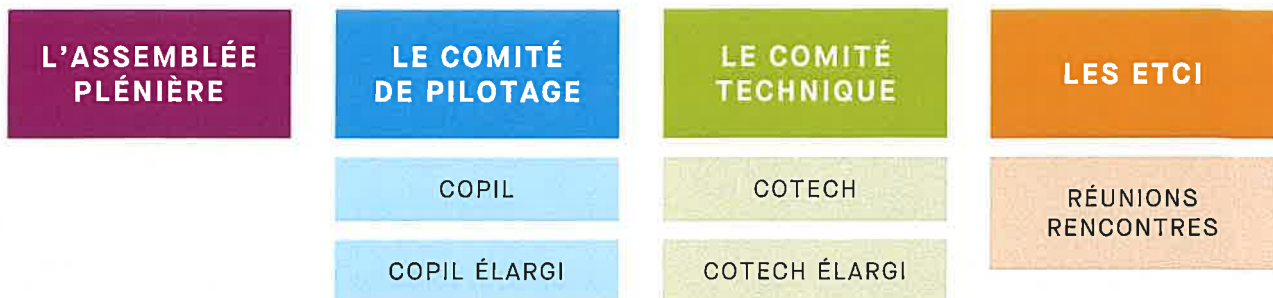 L'ASSEMBLÉE
PLÉNIÈRE
LE COMITÉ
DE PILOTAGE
COPIL
COPIL ÉLARGI
LE COMITÉ
TECHNIQUE
COTECH
COTECH ÉLARGI
LES ETCI
RÉUNIONS
RENCONTRES